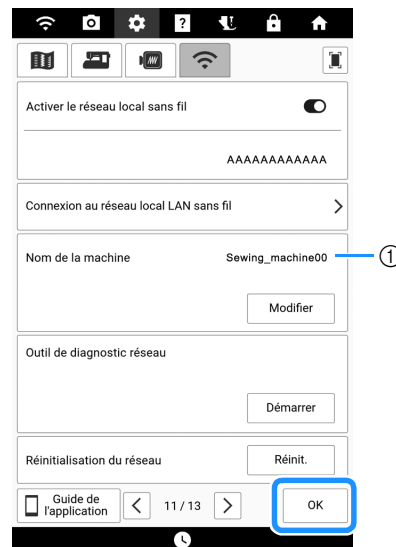 ?
Activer le réseau local sans fil
AAAAAAAAAAAA
Connexion au réseau local LAN sans fil
Nom de la machine Sewing_machine00 ①
Modifier
Outil de diagnostic réseau
Démarrer
Réinitialisation du réseau Réinit.
Guide de
l'application
11 / 13
OK